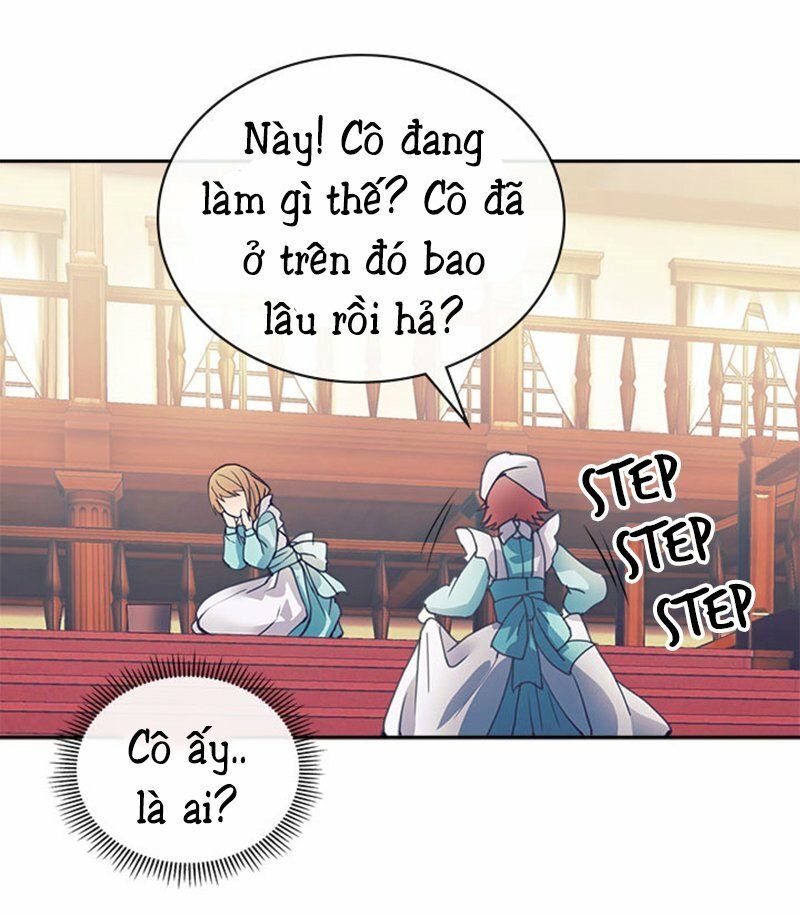 Này! Cô đang
làm gì thế? Cô đã
ở trên đó bao
lâu rồi hả?
STEP
STEP
STEP
Cô ấy..
là ai?